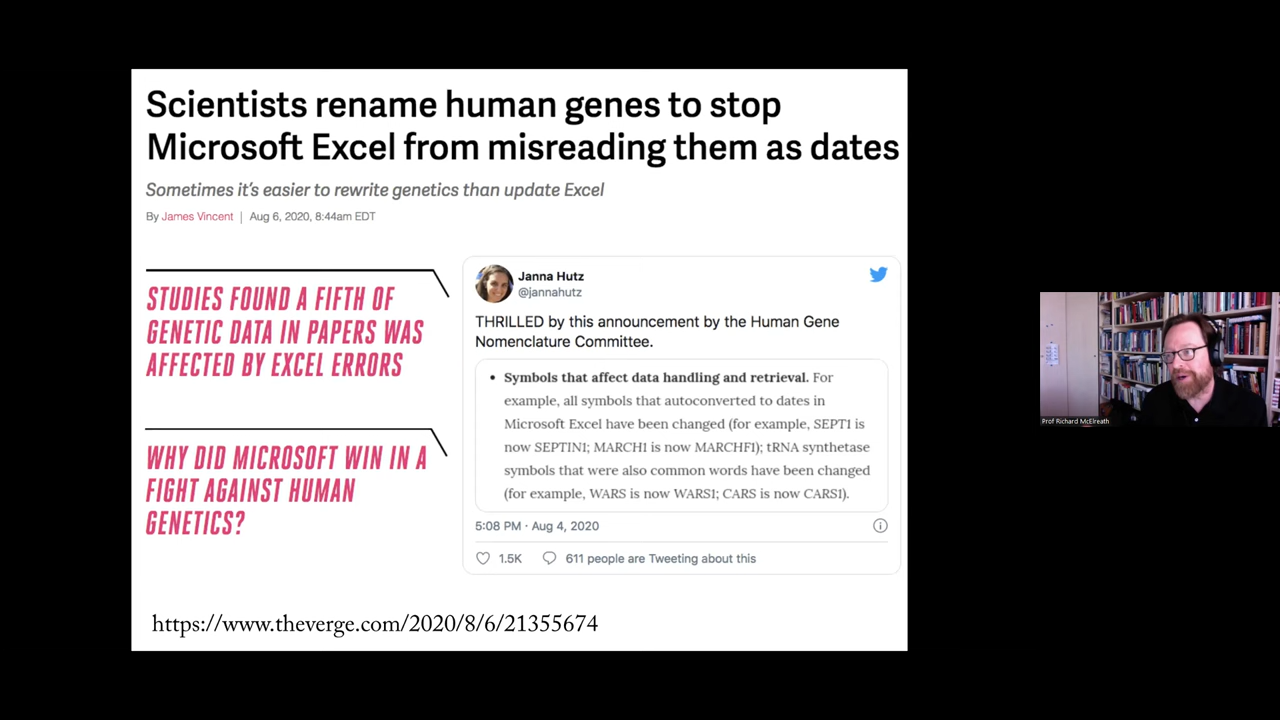 Scientists rename human genes to stop
Microsoft Excel from misreading them as dates
Sometimes it's easier to rewrite genetics than update Excel
By James Vincent | Aug 6, 2020, 8:44am EDT
STUDIES FOUND A FIFTH OF
GENETIC DATA IN PAPERS WAS
AFFECTED BY EXCEL ERRORS
WHY DID MICROSOFT WIN IN A
FIGHT AGAINST HUMAN
GENETICS?
Janna Hutz
@jannahutz
THRILLED by this announcement by the Human Gene
Nomenclature Committee.
• Symbols that affect data handling and retrieval. For
example, all symbols that autoconverted to dates in
Microsoft Excel have been changed (for example, SEPT1 is
now SEPTIN1; MARCH1 is now MARCHF1); tRNA synthetase
symbols that were also common words have been changed
(for example, WARS is now WARS1; CARS is now CARS1).
5:08 PM · Aug 4, 2020
1.5K 611 people are Tweeting about this
https://www.theverge.com/2020/8/6/21355674
Prof Richard McElreath